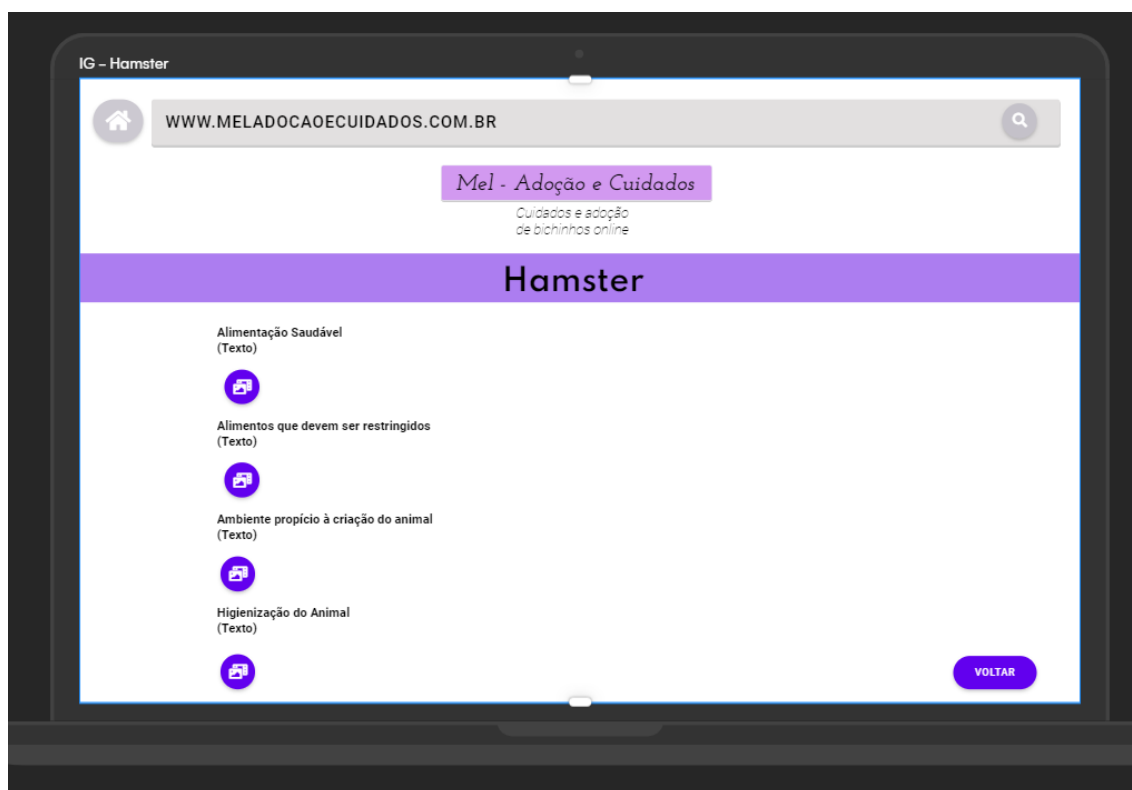 IG – Hamster
WWW.MELADOCAOECUIDADOS.COM.BR
Mel - Adoção e Cuidados
Cuidados e adoção
de bichinhos online
Hamster
Alimentação Saudável
(Texto)
Alimentos que devem ser restringidos
(Texto)
Ambiente propício à criação do animal
(Texto)
Higienização do Animal
(Texto)
VOLTAR